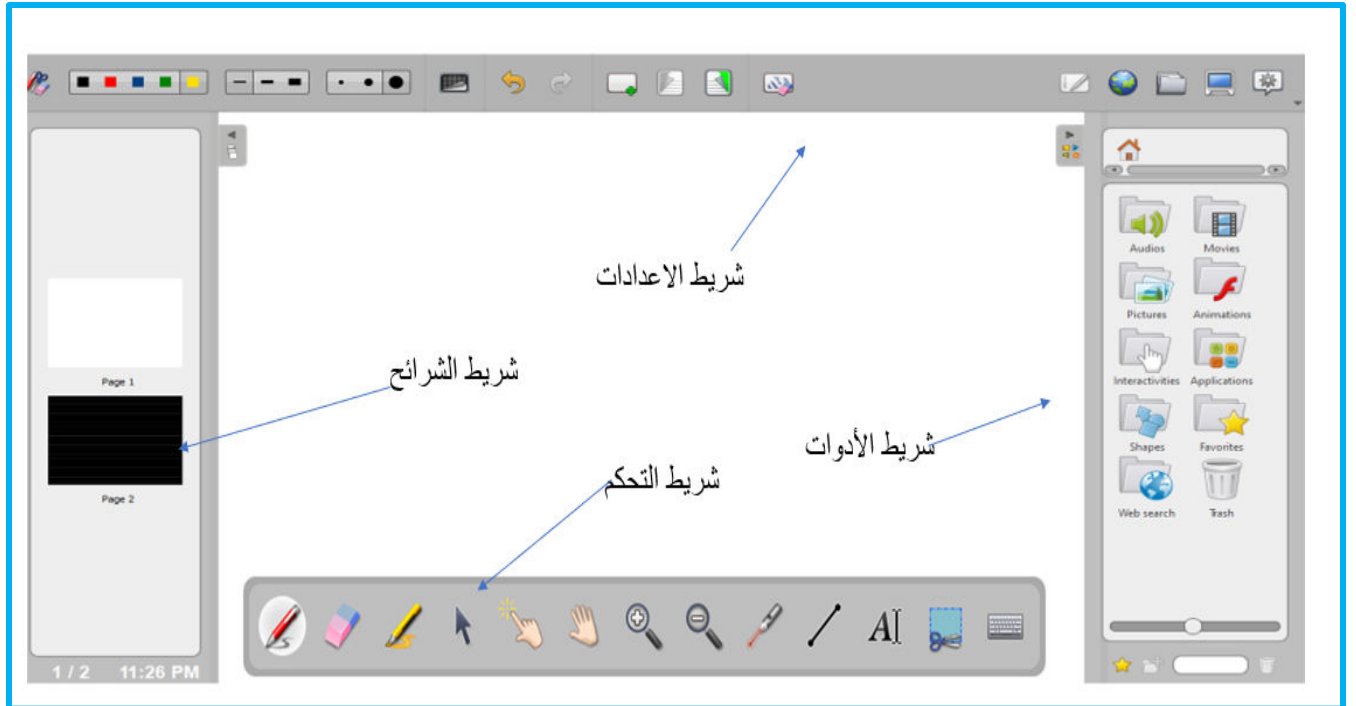 شريط الاعدادات
شريط الشرائح
شريط الأدوات
شريط التحكم
Page 1
Page 2
1 / 2 11:26 PM
Audios Movies
Pictures Animations
Interactivities Applications
Shapes Favorites
Web search Trash
AI